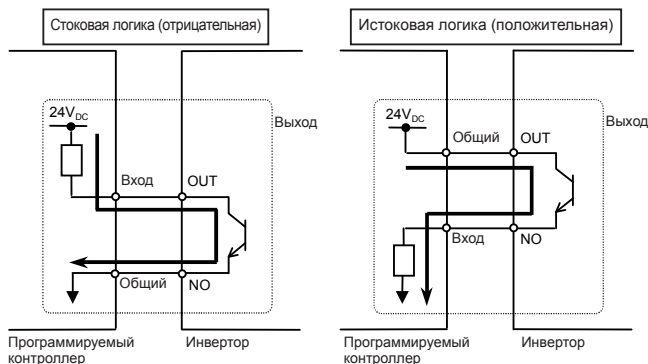 Стоковая логика (отрицательная)
24VDC
Выход
Вход
OUT
Общий
NO
Программируемый
контроллер
Инвертор
Истоковая логика (положительная)
24VDC
Выход
Общий
OUT
Вход
NO
Программируемый
контроллер
Инвертор